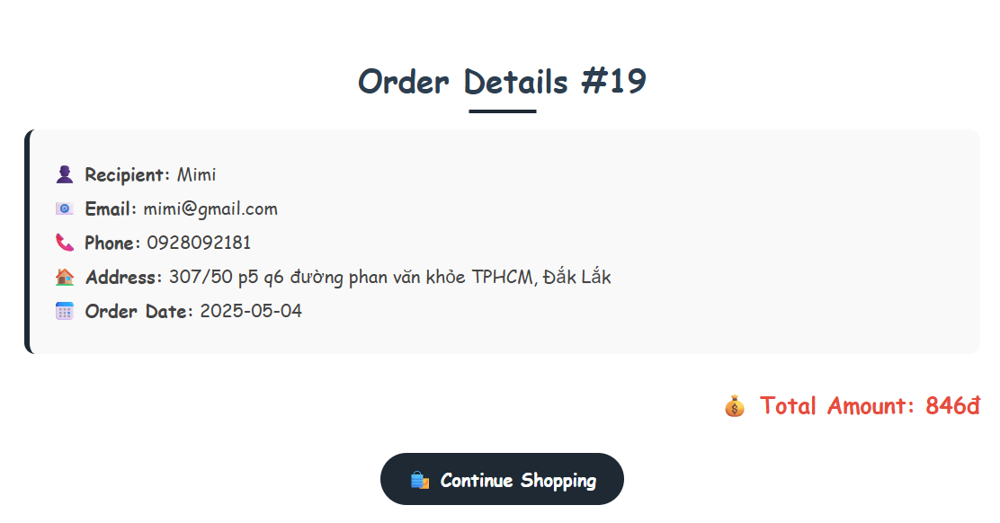 Order Details #19
Recipient: Mimi
Email: mimi@gmail.com
Phone: 0928092181
Address: 307/50 p5 q6 đường phan văn khỏe TPHCM, Đắk Lắk
Order Date: 2025-05-04
Total Amount: 846đ
Continue Shopping